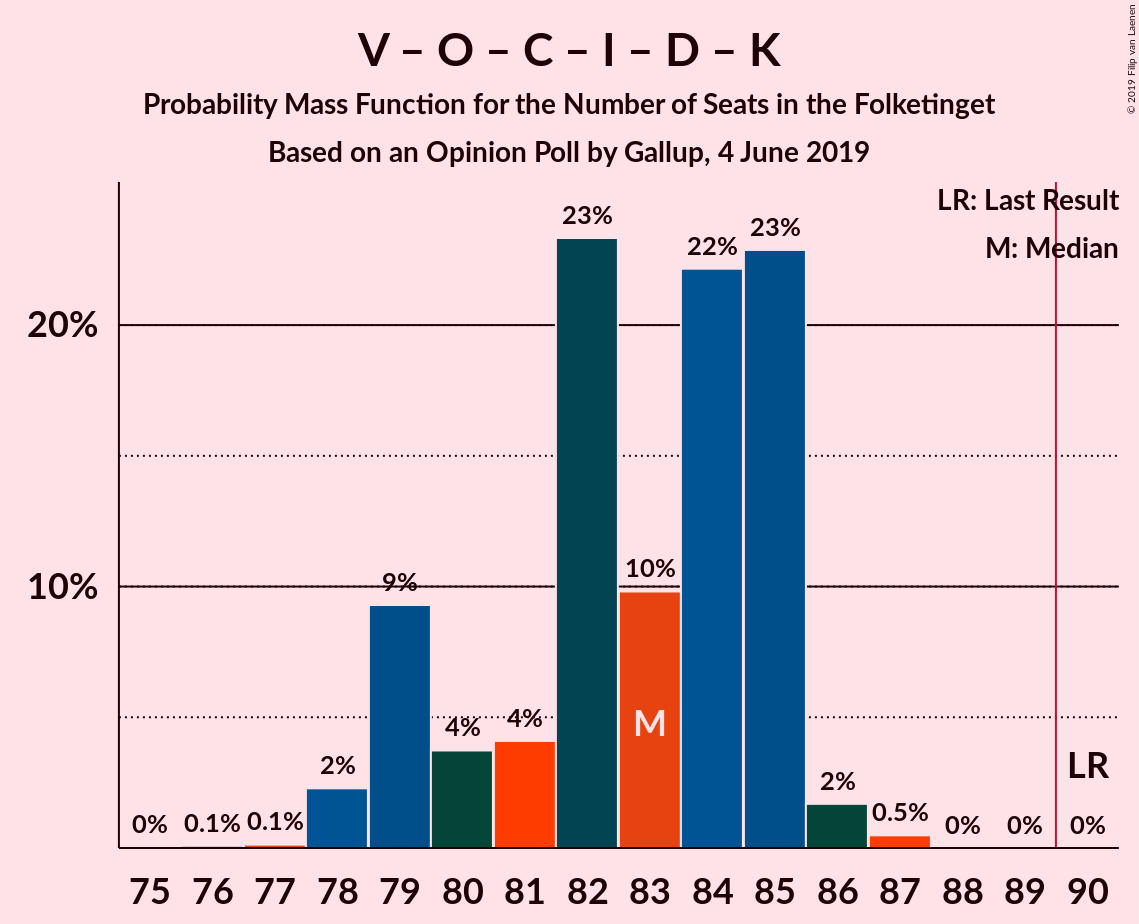 V – O – C – I – D – K
Probability Mass Function for the Number of Seats in the Folketinget
Based on an Opinion Poll by Gallup, 4 June 2019
© 2019 Filip van Laenen
LR: Last Result
M: Median
23%
23%
22%
20%
10%
9%
10%
M
4%
4%
2%
2%
LR
0%
0.1%
0.1%
0.5%
0%
0%
0%
75 76 77 78 79 80 81 82 83 84 85 86 87 88 89 90